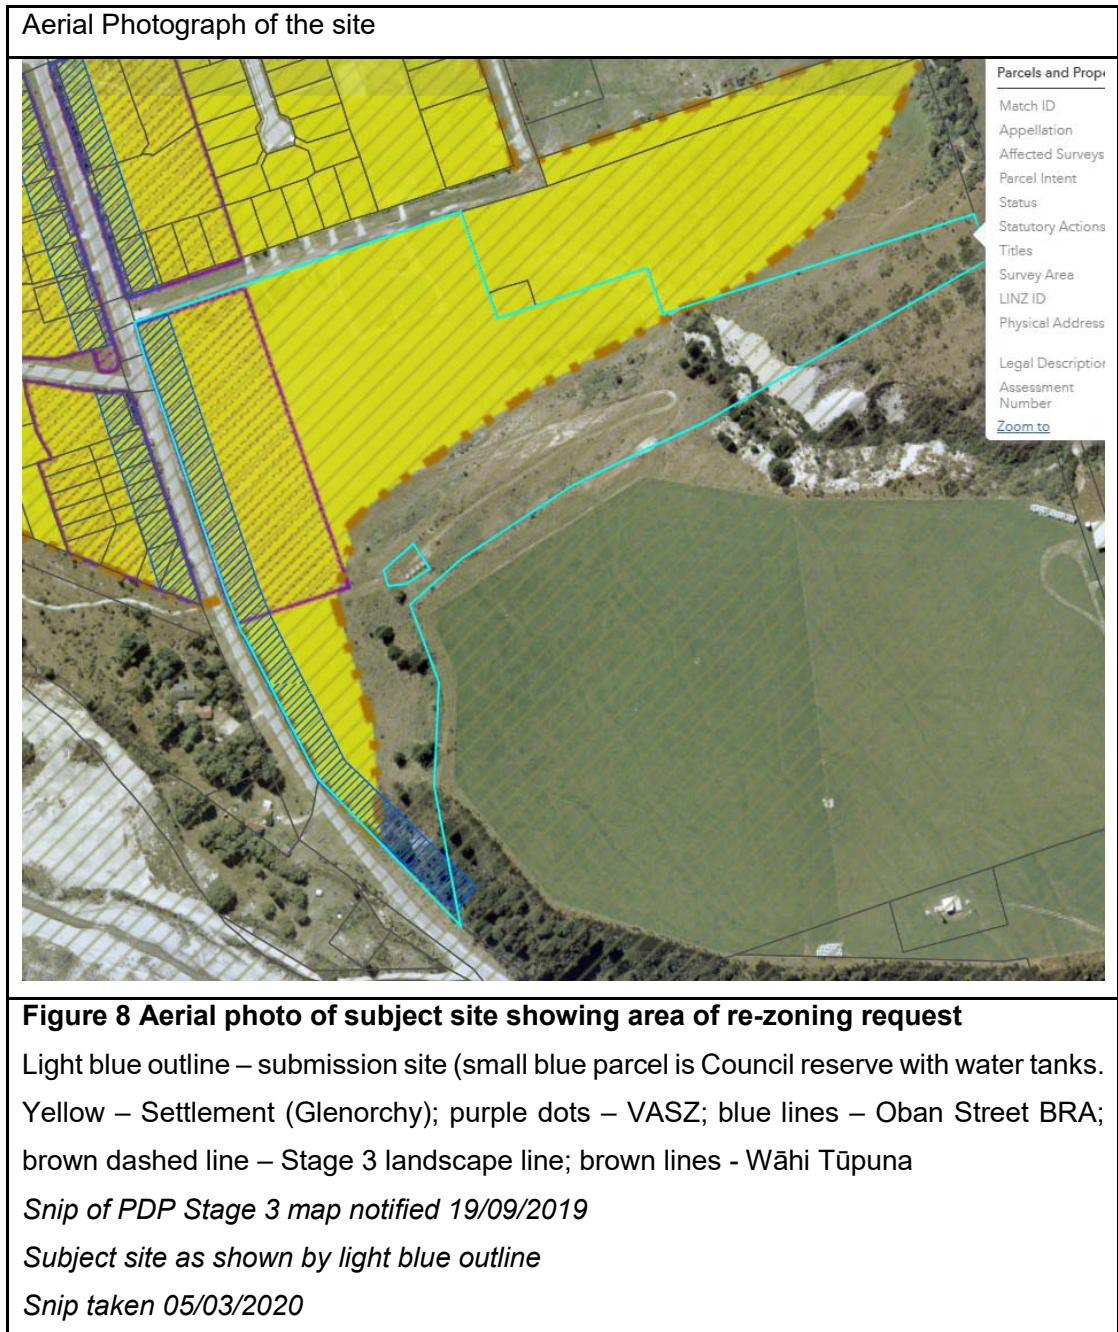 Aerial Photograph of the site
Parcels and Prope
Match ID
Appellation
Affected Surveys
Parcel Intent
Status
Statutory Actions
Titles
Survey Area
LINZ ID
Physical Address
Legal Description
Assessment
Number
Zoom to
Figure 8 Aerial photo of subject site showing area of re-zoning request
Light blue outline – submission site (small blue parcel is Council reserve with water tanks.
Yellow – Settlement (Glenorchy); purple dots – VASZ; blue lines – Oban Street BRA;
brown dashed line – Stage 3 landscape line; brown lines - Wāhi Tūpuna
Snip of PDP Stage 3 map notified 19/09/2019
Subject site as shown by light blue outline
Snip taken 05/03/2020